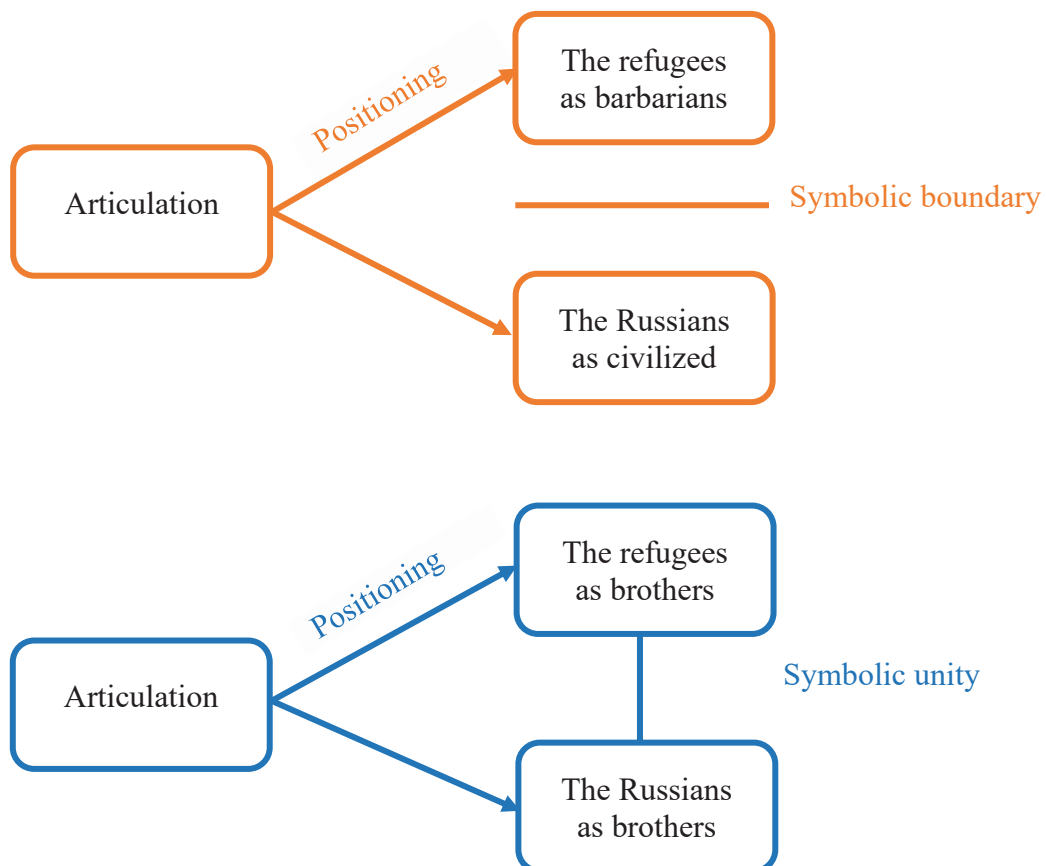 The refugees
as barbarians
Positioning
Articulation
Symbolic boundary
The Russians
as civilized
The refugees
as brothers
Positioning
Articulation
Symbolic unity
The Russians
as brothers